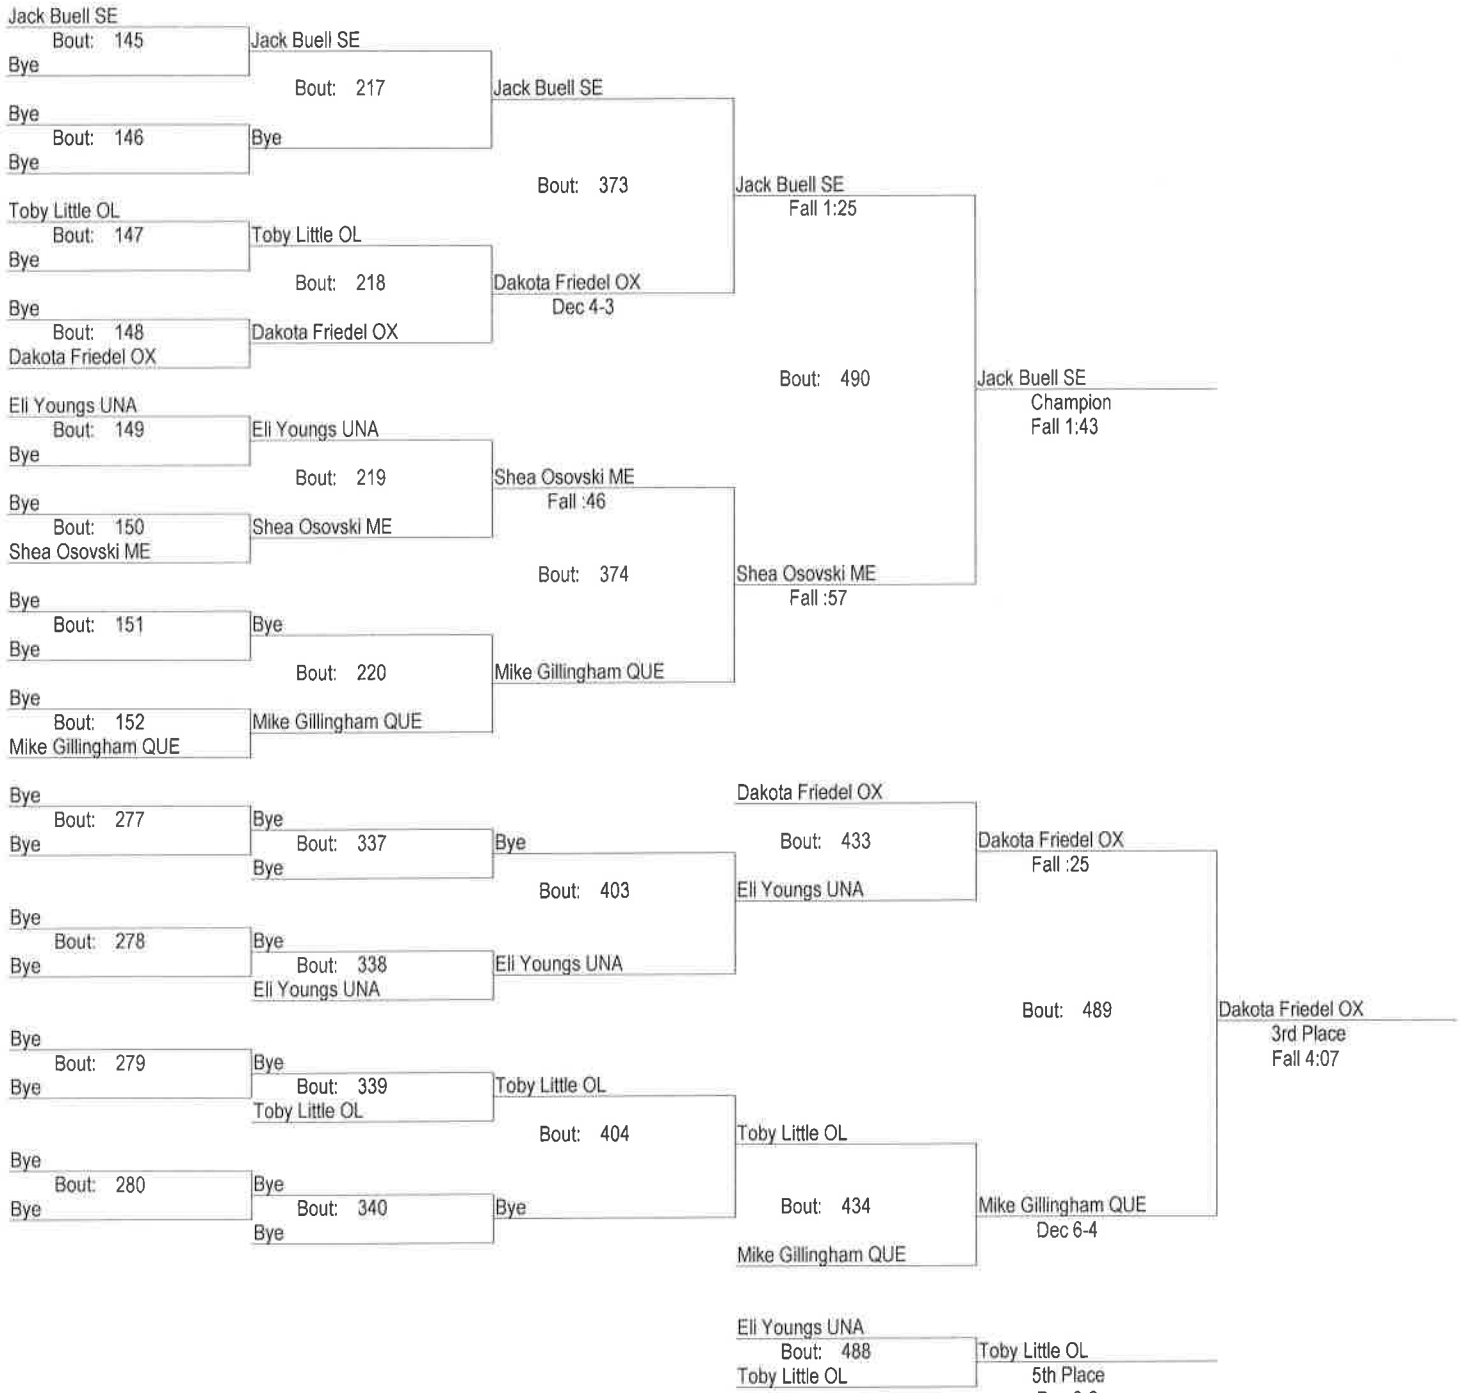 Jack Buell SE
Bout: 145
Jack Buell SE
Bye
Bout: 217
Jack Buell SE
Bye
Bout: 146
Bye
Bye
Bout: 373
Jack Buell SE
Fall 1:25
Toby Little OL
Bout: 147
Toby Little OL
Bye
Bout: 218
Dakota Friedel OX
Dec 4-3
Bye
Bout: 148
Dakota Friedel OX
Dakota Friedel OX
Bout: 490
Jack Buell SE
Champion
Fall 1:43
Eli Youngs UNA
Bout: 149
Eli Youngs UNA
Bye
Bout: 219
Shea Osovski ME
Fall :46
Bye
Bout: 150
Shea Osovski ME
Shea Osovski ME
Bout: 374
Shea Osovski ME
Fall :57
Bye
Bout: 151
Bye
Bye
Bout: 220
Mike Gillingham QUE
Bye
Bout: 152
Mike Gillingham QUE
Mike Gillingham QUE
Bye
Bout: 277
Bye
Bye
Bout: 337
Bye
Bye
Bout: 403
Dakota Friedel OX
Bout: 433
Dakota Friedel OX
Fall :25
Eli Youngs UNA
Bye
Bout: 278
Bye
Bye
Bout: 338
Eli Youngs UNA
Eli Youngs UNA
Bout: 489
Dakota Friedel OX
3rd Place
Fall 4:07
Bye
Bout: 279
Bye
Bye
Bout: 339
Toby Little OL
Toby Little OL
Bout: 404
Toby Little OL
Bye
Bout: 280
Bye
Bye
Bout: 340
Bye
Bye
Bout: 434
Mike Gillingham QUE
Dec 6-4
Mike Gillingham QUE
Eli Youngs UNA
Bout: 488
Toby Little OL
Toby Little OL
5th Place